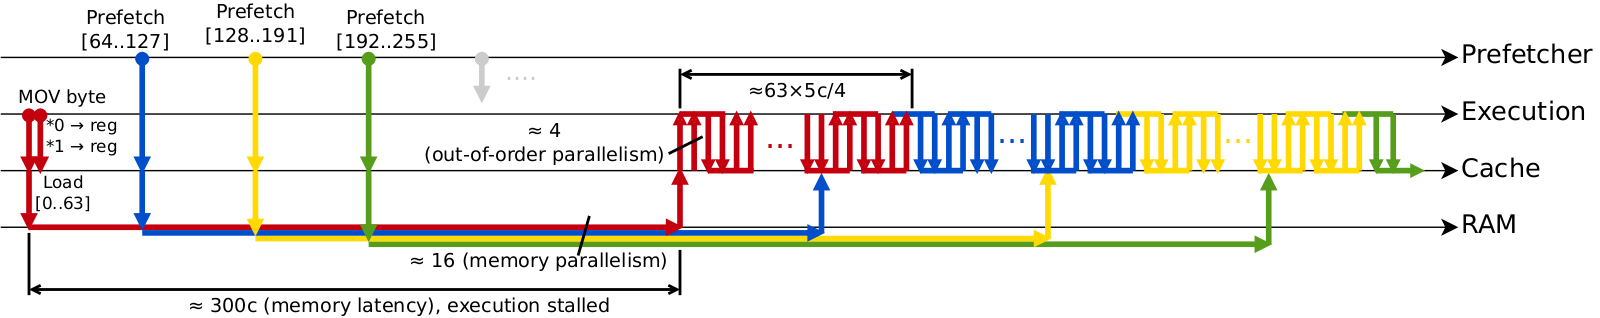 Prefetch
[64..127]
Prefetch
[128..191]
Prefetch
[192..255]
....
Prefetcher
MOV byte
*0 → reg
*1 → reg
≈63×5c/4
Execution
≈ 4
(out-of-order parallelism)
...
...
...
Cache
Load
[0..63]
RAM
≈ 16 (memory parallelism)
≈ 300c (memory latency), execution stalled